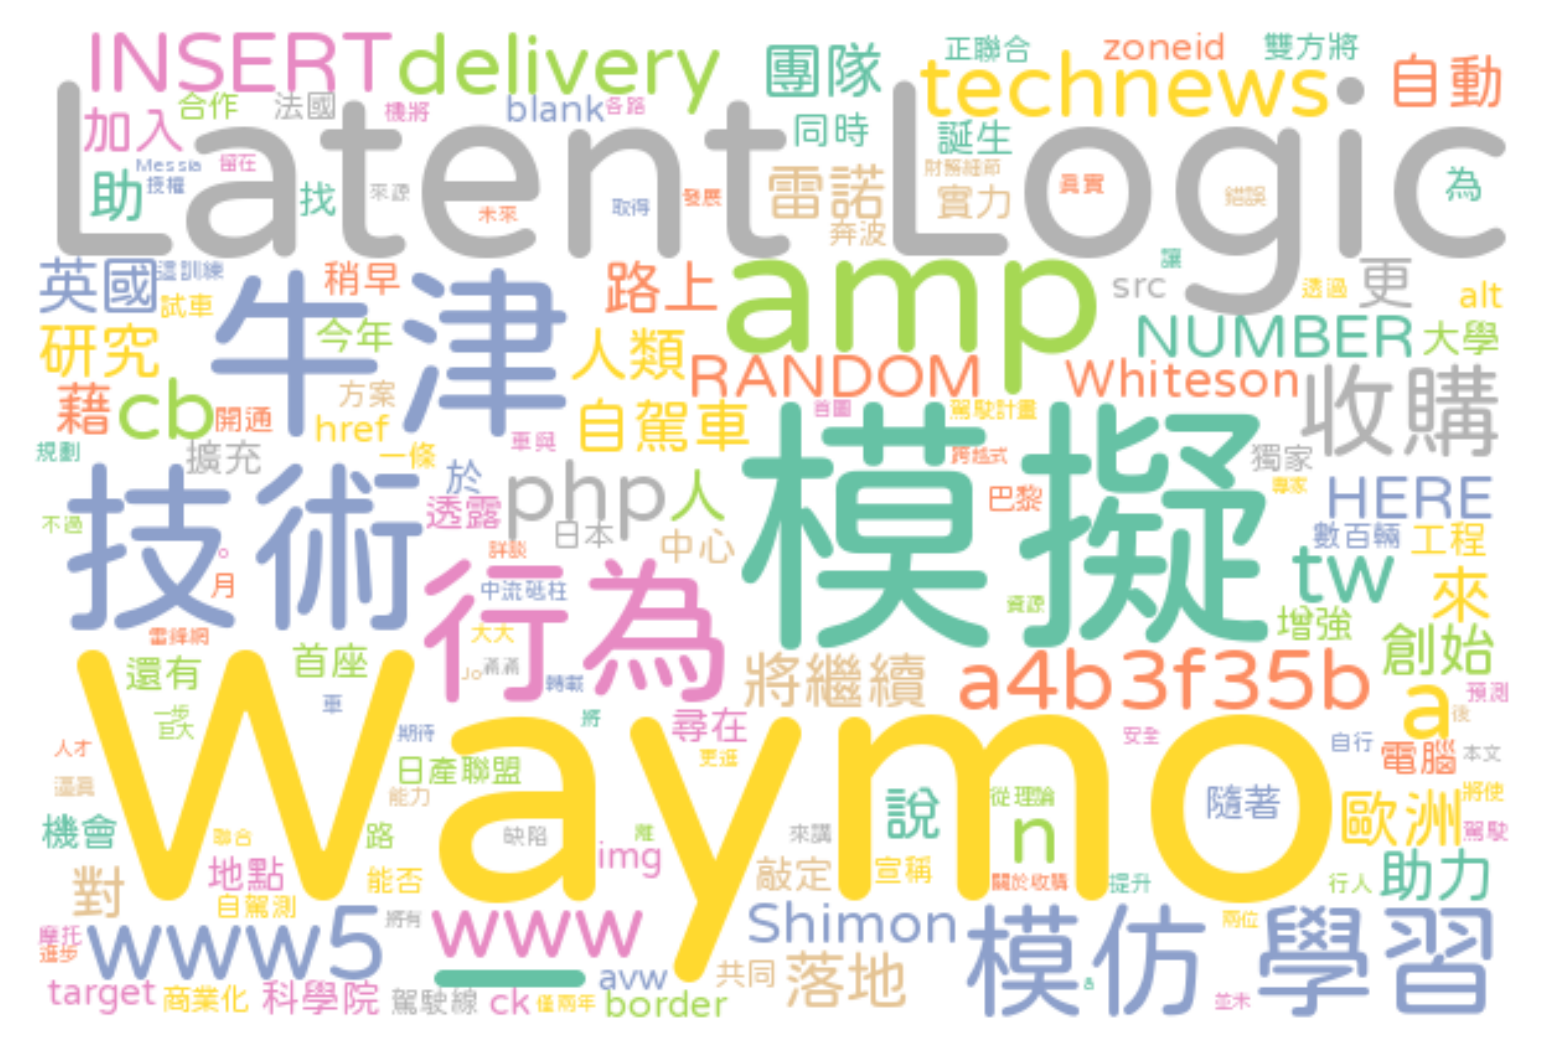 INSERT delivery 團隊 正聯合 zoneid 雙方將
technews 自動
加入 合作 法國 機將 blank 各路 同時 誕生
Latent Logic
助 Messia 授權 留在 找 來源 未來 取得 發展 雷諾 財務細節 實力 真實 錯誤 為
奔波
英國 這訓練 稍早 路上 amp 讓 src 透過 更 alt
試車 牛津
研究 今年 人類 NUMBER 大學
RANDOM Whiteson
藉 cb 開通 方案 href 自駕車 首圖 駕駛計畫 收購
規劃 擴充 一條 車與 跨越式 獨家
技術 於 php 人 模擬 巴黎 專家 HERE
不過 透露 日本 中心 數百輛 工程
。 月 詳談 tw
行為 中流砥柱 資源 來
雷鋒網 大大 增強
還有 首座 Jo 滿滿 轉載 將繼續 a4b3f35b 創始
車 a 後 預測
一步 巨大 期待 將 尋在 安全 自行
人才 Waymo 更進 電腦 本文
逼真 日產聯盟 能力 從理論 隨著 將使
機會 聯合 路 缺陷 離 來講 說 n 歐洲 駕駛
地點 能否 img 敲定 宣稱 關於收購 提升 行人 助力
對 自駕測
www5 將有 www Shimon 模仿 兩位 學習
摩托 進步
avw 共同 落地 a
target 商業化 科學院 駕駛線 ck 僅兩年 border 並未